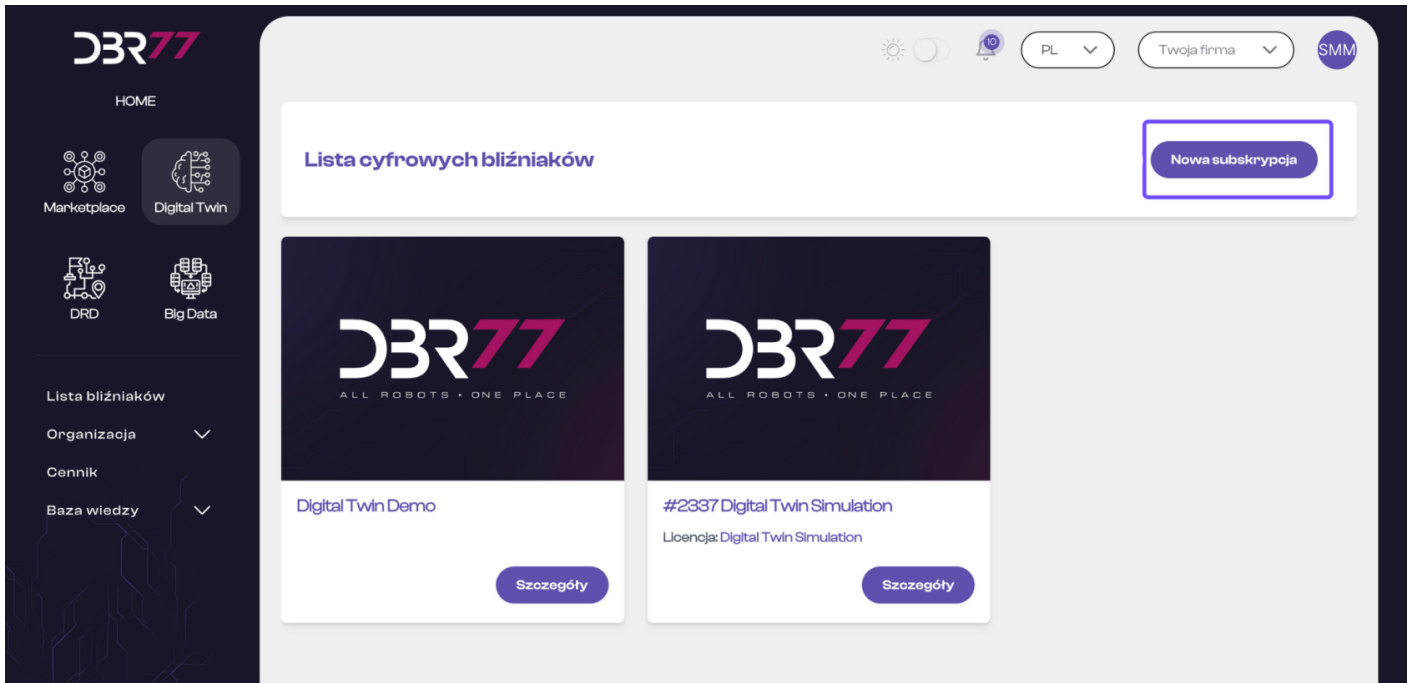 DBR77
HOME
Marketplace
Digital Twin
DRD
Big Data
Lista bliźniaków
Organizacja
Cennik
Baza wiedzy
10
PL
Twoja firma
SMM
Lista cyfrowych bliźniaków
Nowa subskrypcja
DBR77
ALL ROBOTS • ONE PLACE
Digital Twin Demo
Szczegóły
DBR77
ALL ROBOTS • ONE PLACE
#2337 Digital Twin Simulation
Licencja: Digital Twin Simulation
Szczegóły